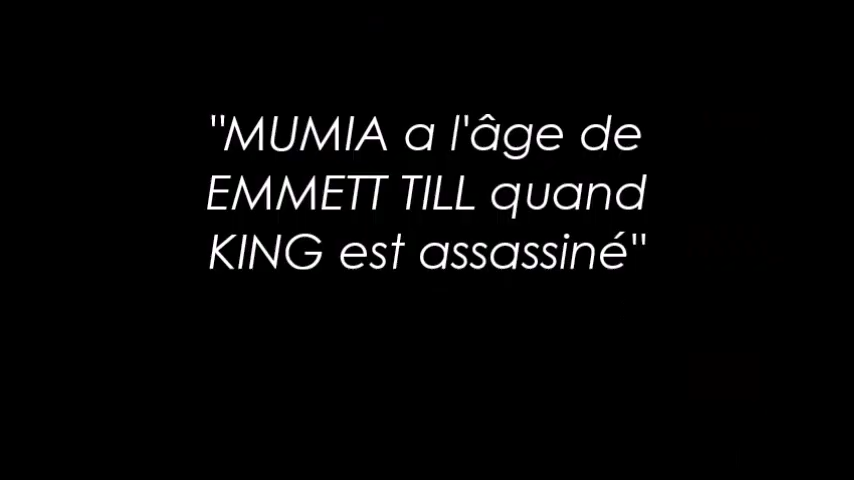 "MUMIA a l'âge de
EMMETT TILL quand
KING est assassiné"